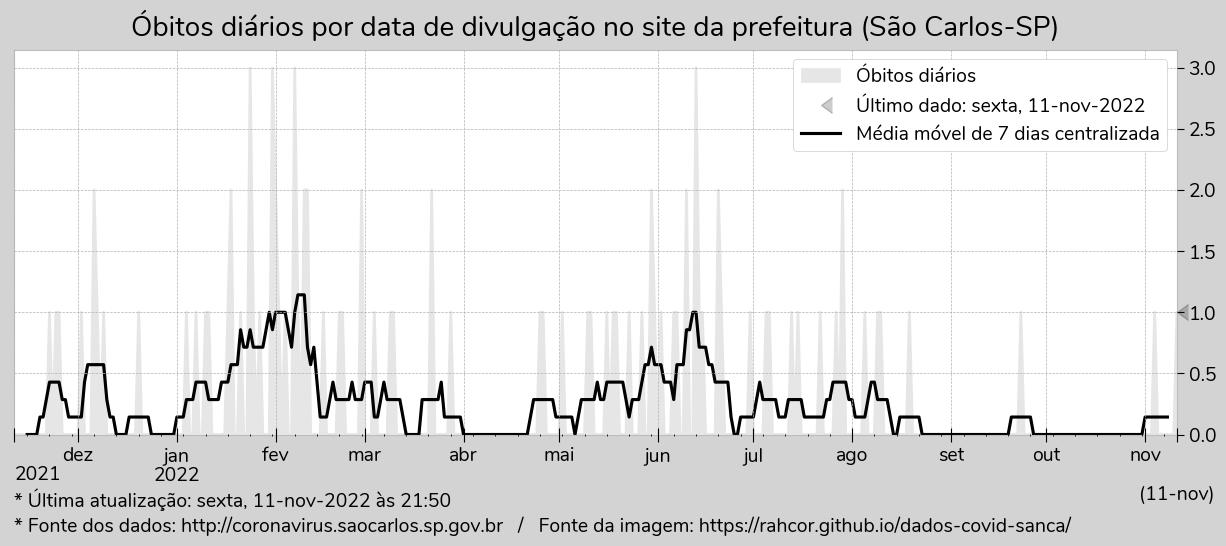 Óbitos diários por data de divulgação no site da prefeitura (São Carlos-SP)
Óbitos diários
Último dado: sexta, 11-nov-2022
Média móvel de 7 dias centralizada
3.0
2.5
2.0
1.5
1.0
0.5
0.0
dez jan fev mar abr mai jun jul ago set out nov
2021 2022
(11-nov)
* Última atualização: sexta, 11-nov-2022 às 21:50
* Fonte dos dados: http://coronavirus.saocarlos.sp.gov.br / Fonte da imagem: https://rahcor.github.io/dados-covid-sanca/